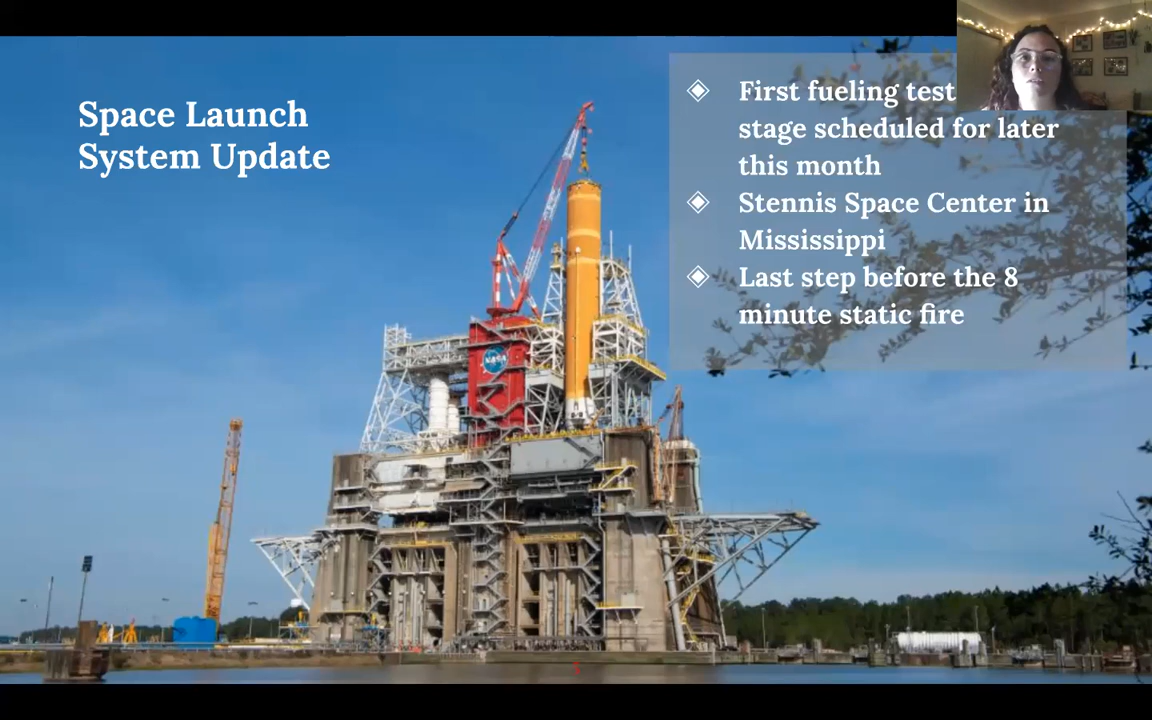 Space Launch
System Update
First fueling test
stage scheduled for later
this month
Stennis Space Center in
Mississippi
Last step before the 8
minute static fire
NASA